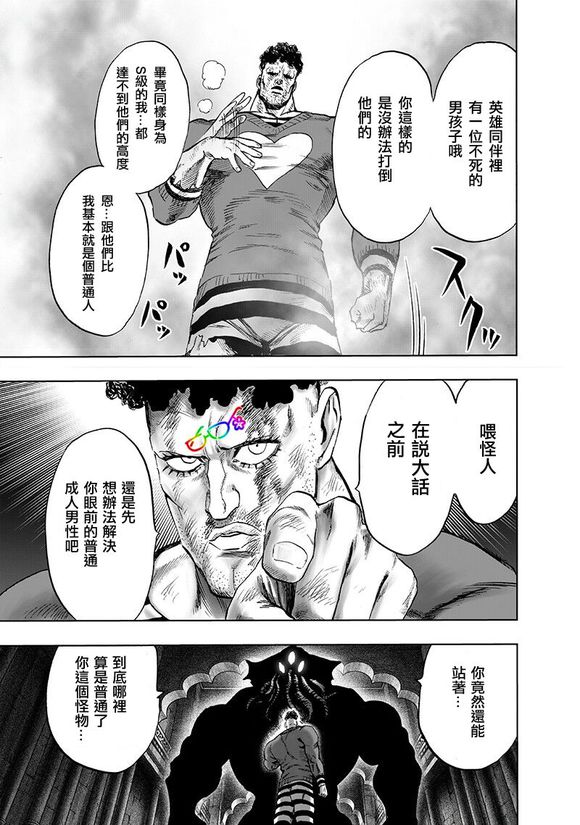 英雄同伴裡
有一位不死的
男孩子哦
你這樣的
是沒辦法打倒
他們的
スクッ
畢竟同樣身為
S級的我…都
達不到他們的高度
恩…跟他們比
我基本就是個普通人
パッ
パッ
喂怪人
在說大話
之前
還是先
想辦法解決
你眼前的普通
成人男性吧
你竟然還能
站著…
到底哪裡
算是普通了
你這個怪物…